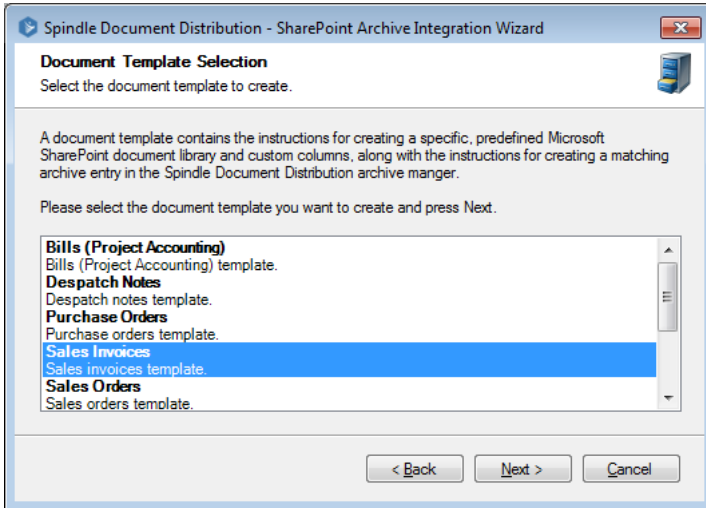 Spindle Document Distribution - SharePoint Archive Integration Wizard
Document Template Selection
Select the document template to create.
A document template contains the instructions for creating a specific, predefined Microsoft
SharePoint document library and custom columns, along with the instructions for creating a matching
archive entry in the Spindle Document Distribution archive manger.
Please select the document template you want to create and press Next.
Bills (Project Accounting)
Bills (Project Accounting) template.
Despatch Notes
Despatch notes template.
Purchase Orders
Purchase orders template.
Sales Invoices
Sales invoices template.
Sales Orders
Sales orders template.
< Back Next > Cancel